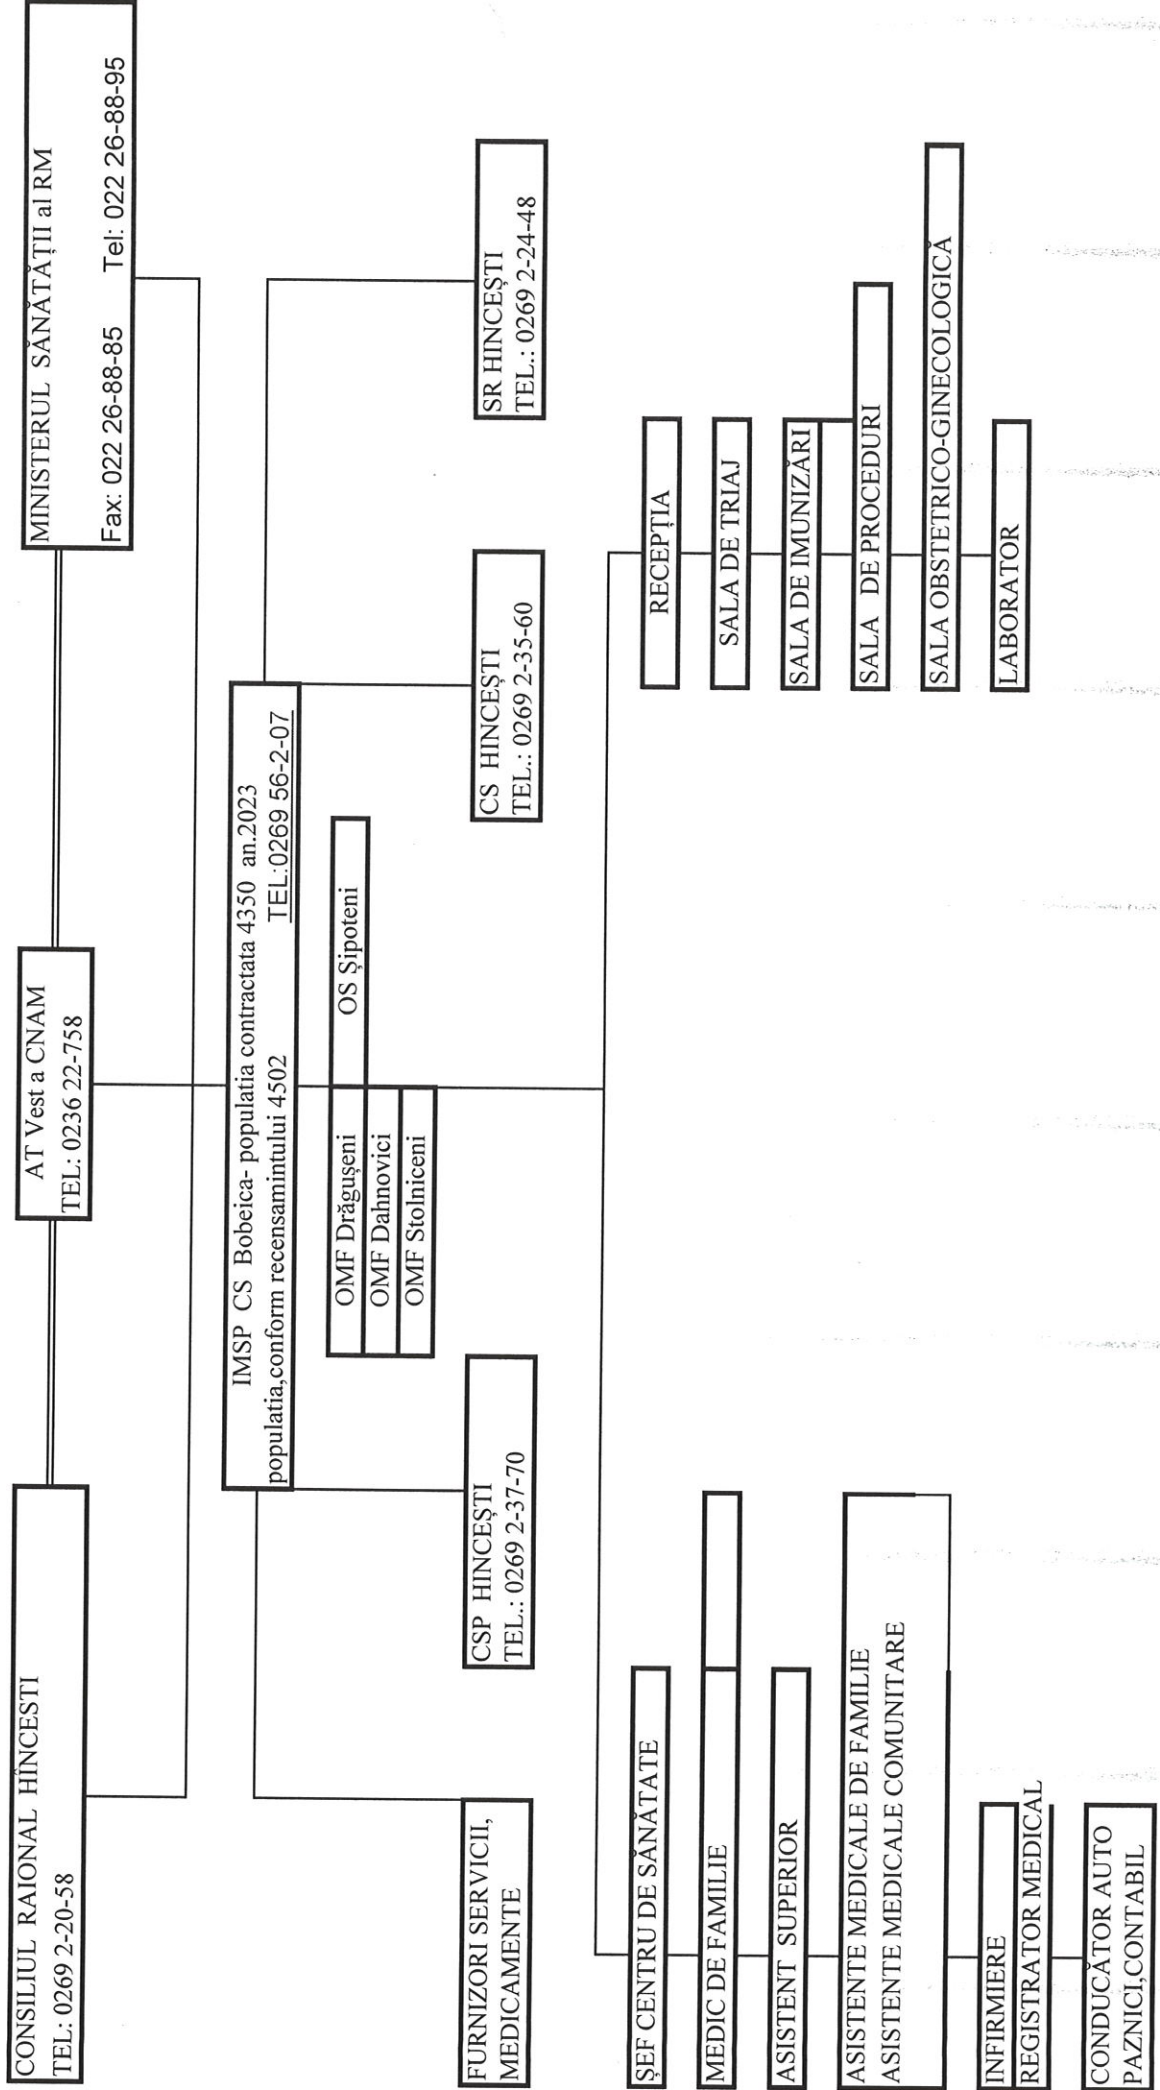 CONSILIUL RAIONAL HÎNCESTI
TEL: 0269 2-20-58
AT Vest a CNAM
TEL: 0236 22-758
MINISTERUL SĂNĂTĂȚII al RM
Fax: 022 26-88-85 Tel: 022 26-88-95
IMSP CS Bobeica- populatia contractata 4350 an.2023
populatia,conform recensamintului 4502 TEL:0269 56-2-07
OMF Drăgușeni OS Șipoteni
OMF Dahnovici
OMF Stolniceni
FURNIZORI SERVICII,
MEDICAMENTE
CSP HINCEȘTI
TEL.: 0269 2-37-70
CS HINCEȘTI
TEL.: 0269 2-35-60
SR HINCEȘTI
TEL.: 0269 2-24-48
ȘEF CENTRU DE SĂNĂTATE
MEDIC DE FAMILIE
ASISTENT SUPERIOR
ASISTENTE MEDICALE DE FAMILIE
ASISTENTE MEDICALE COMUNITARE
INFIRMIERE
REGISTRATOR MEDICAL
CONDUCĂTOR AUTO
PAZNICI,CONTABIL
RECEPȚIA
SALA DE TRIAJ
SALA DE IMUNIZĂRI
SALA DE PROCEDURI
SALA OBSTETRICO-GINECOLOGICĂ
LABORATOR